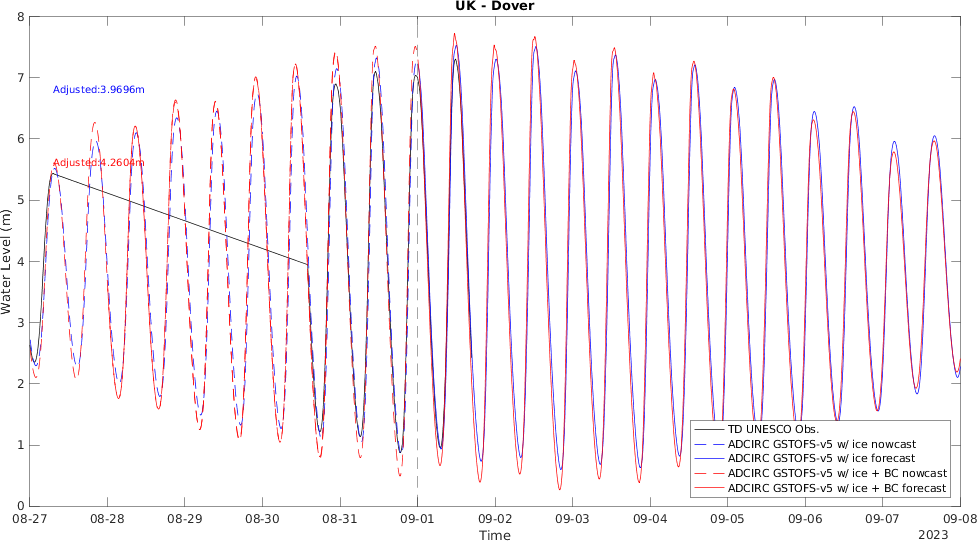 UK - Dover
8
7
6
5
4
3
2
1
0
Water Level (m)
Adjusted:3.9696m
Adjusted:4.2604m
TD UNESCO Obs.
ADCIRC GSTOFS-v5 w/ ice nowcast
ADCIRC GSTOFS-v5 w/ ice forecast
ADCIRC GSTOFS-v5 w/ ice + BC nowcast
ADCIRC GSTOFS-v5 w/ ice + BC forecast
08-27 08-28 08-29 08-30 08-31 09-01 09-02 09-03 09-04 09-05 09-06 09-07 09-08
Time
2023